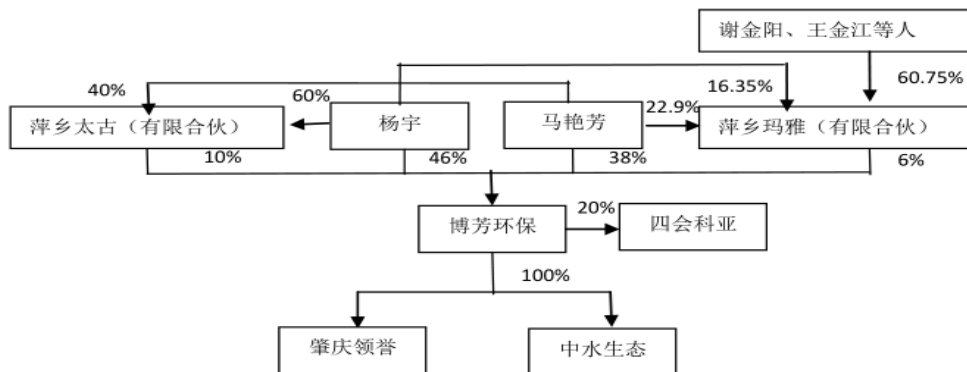 谢金阳、王金江等人
40%
60%
16.35%
60.75%
22.9%
萍乡太古（有限合伙）
杨宇
马艳芳
萍乡玛雅（有限合伙）
10%
46%
38%
6%
博芳环保
20%
四会科亚
100%
肇庆领誉
中水生态